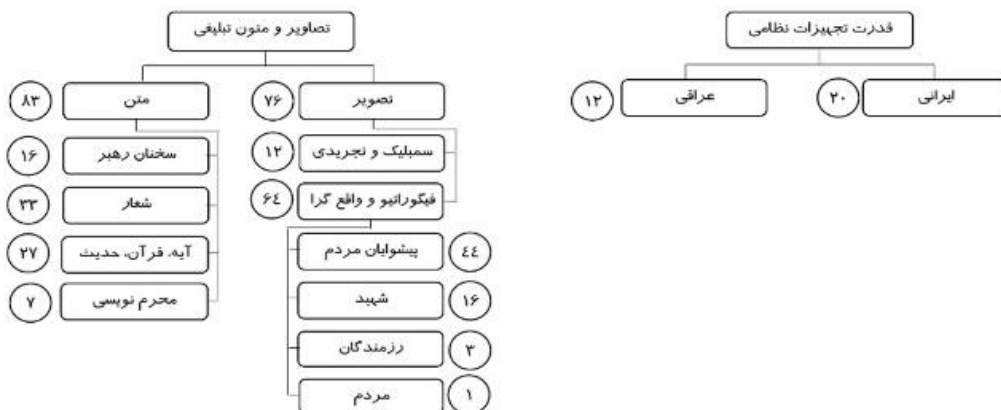 قدرت تجهیزات نظامی
ایرانی
۲۰
عراقی
۱۲
تصاویر و متون تبلیغی
تصویر
۷۶
سمبلیک و تجریدی
۱۲
فیگوراتیو و واقع گرا
۶٤
پیشوایان مردم
٤٤
شهید
۱۶
رزمندگان
۳
مردم
۱
متن
۸۳
سخنان رهبر
۱۶
شعار
۳۳
آیه، قرآن، حدیث
۲۷
محرم نویسی
۷